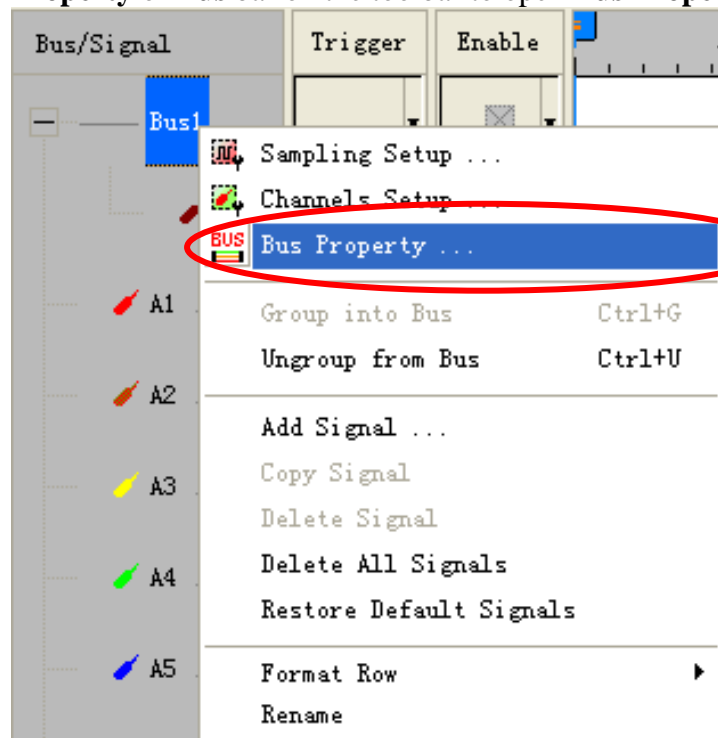 Bus/Signal Trigger Enable
Bus1
Sampling Setup ...
Channels Setup ...
BUS Bus Property ...
A1
Group into Bus Ctrl+G
Ungroup from Bus Ctrl+U
A2
Add Signal ...
A3
Copy Signal
Delete Signal
A4
Delete All Signals
Restore Default Signals
A5
Format Row
Rename